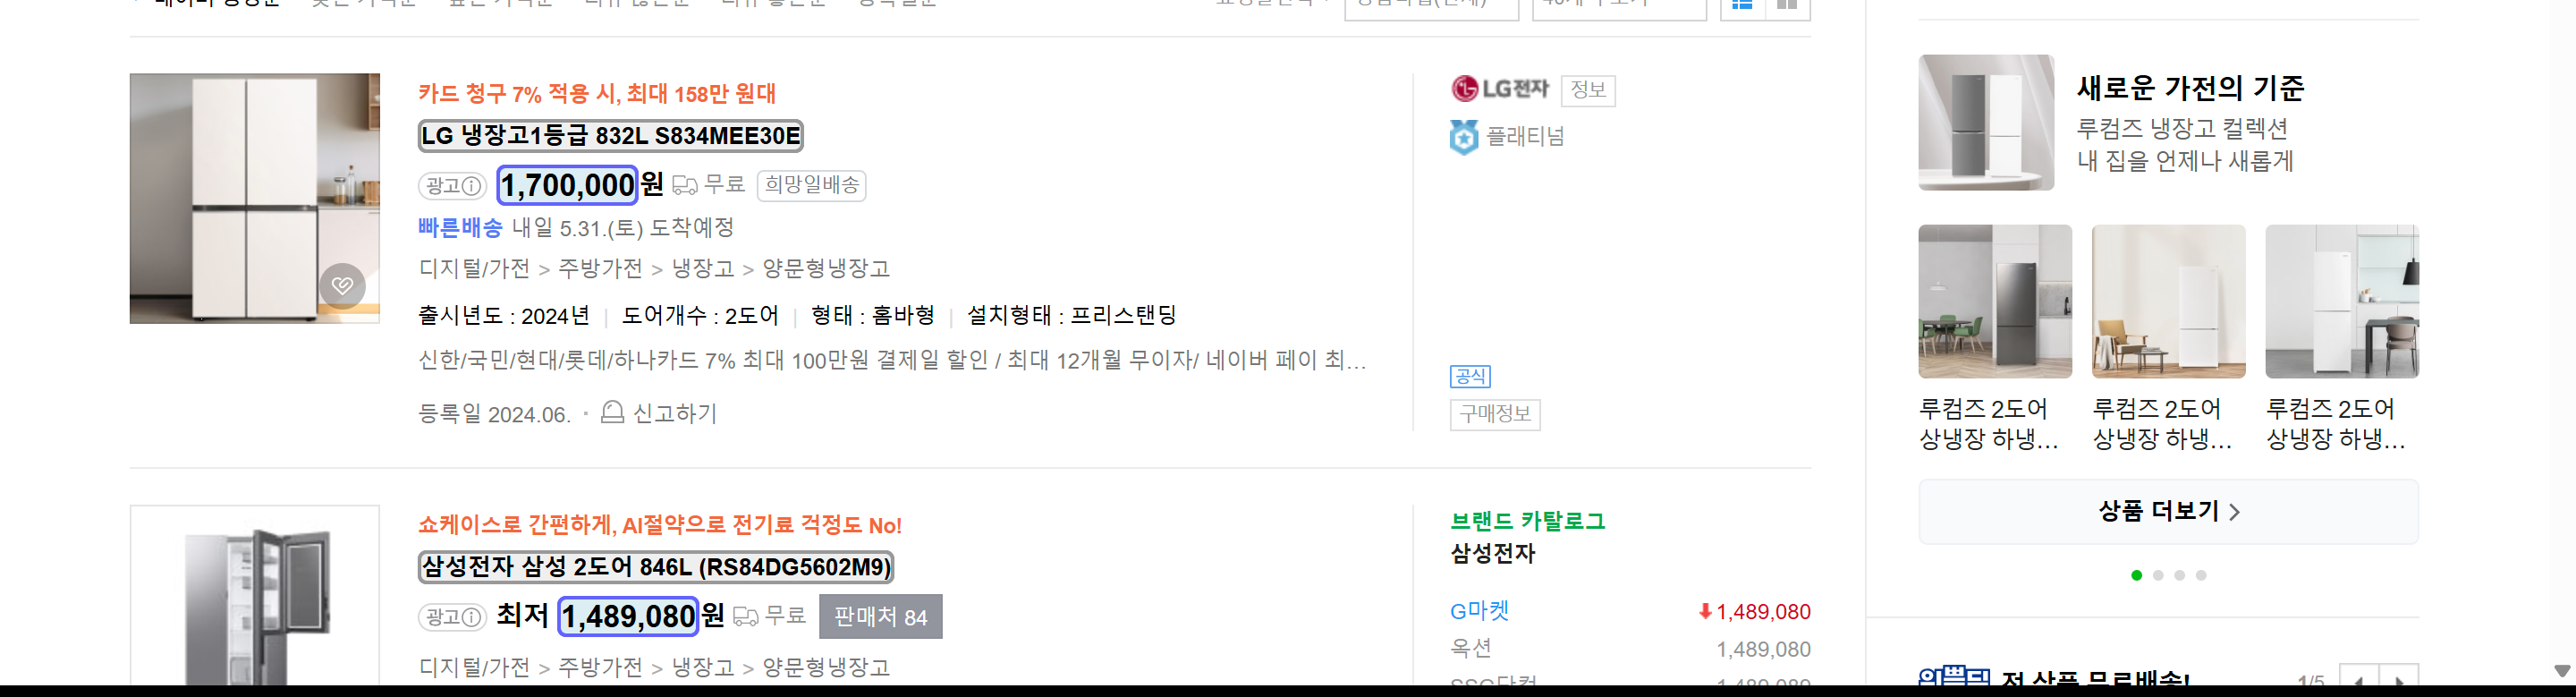 카드 청구 7% 적용 시, 최대 158만 원대
LG 냉장고1등급 832L S834MEE30E
광고 1,700,000원 무료 희망일배송
빠른배송 내일 5.31.(토) 도착예정
디지털/가전 > 주방가전 > 냉장고 > 양문형냉장고
출시년도 : 2024년 | 도어개수 : 2도어 | 형태 : 홈바형 | 설치형태 : 프리스탠딩
신한/국민/현대/롯데/하나카드 7% 최대 100만원 결제일 할인 / 최대 12개월 무이자/ 네이버 페이 최...
등록일 2024.06. · 신고하기
LG전자 정보
플래티넘
공식
구매정보
쇼케이스로 간편하게, AI절약으로 전기료 걱정도 No!
삼성전자 삼성 2도어 846L (RS84DG5602M9)
광고 최저 1,489,080원 무료 판매처 84
디지털/가전 > 주방가전 > 냉장고 > 양문형냉장고
브랜드 카탈로그
삼성전자
G마켓 1,489,080
옥션 1,489,080
새로운 가전의 기준
루컴즈 냉장고 컬렉션
내 집을 언제나 새롭게
루컴즈 2도어
상냉장 하냉...
루컴즈 2도어
상냉장 하냉...
루컴즈 2도어
상냉장 하냉...
상품 더보기 >
전 상품 무료배송!
1/5